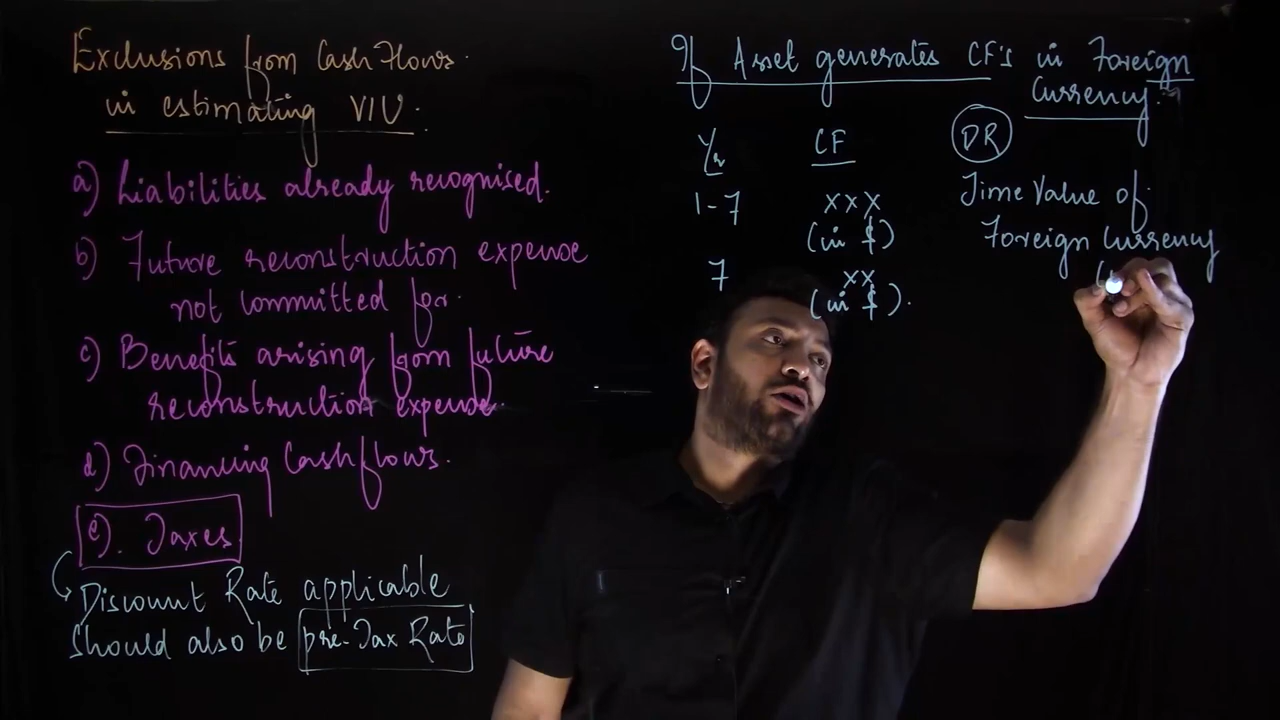 Exclusions from Cash Flows.
in estimating VIU.
a) Liabilities already recognised.
b) Future reconstruction expense
not committed for.
c) Benefits arising from future
reconstruction expense.
d) Financing Cashflows.
e). Taxes
Discount Rate applicable
should also be pre-Tax Rate
If Asset generates CF's in Foreign
Currency.
Yr CF DR
1-7 xxx
(in $)
7 xx
(in $).
Time Value of
Foreign Currency
(